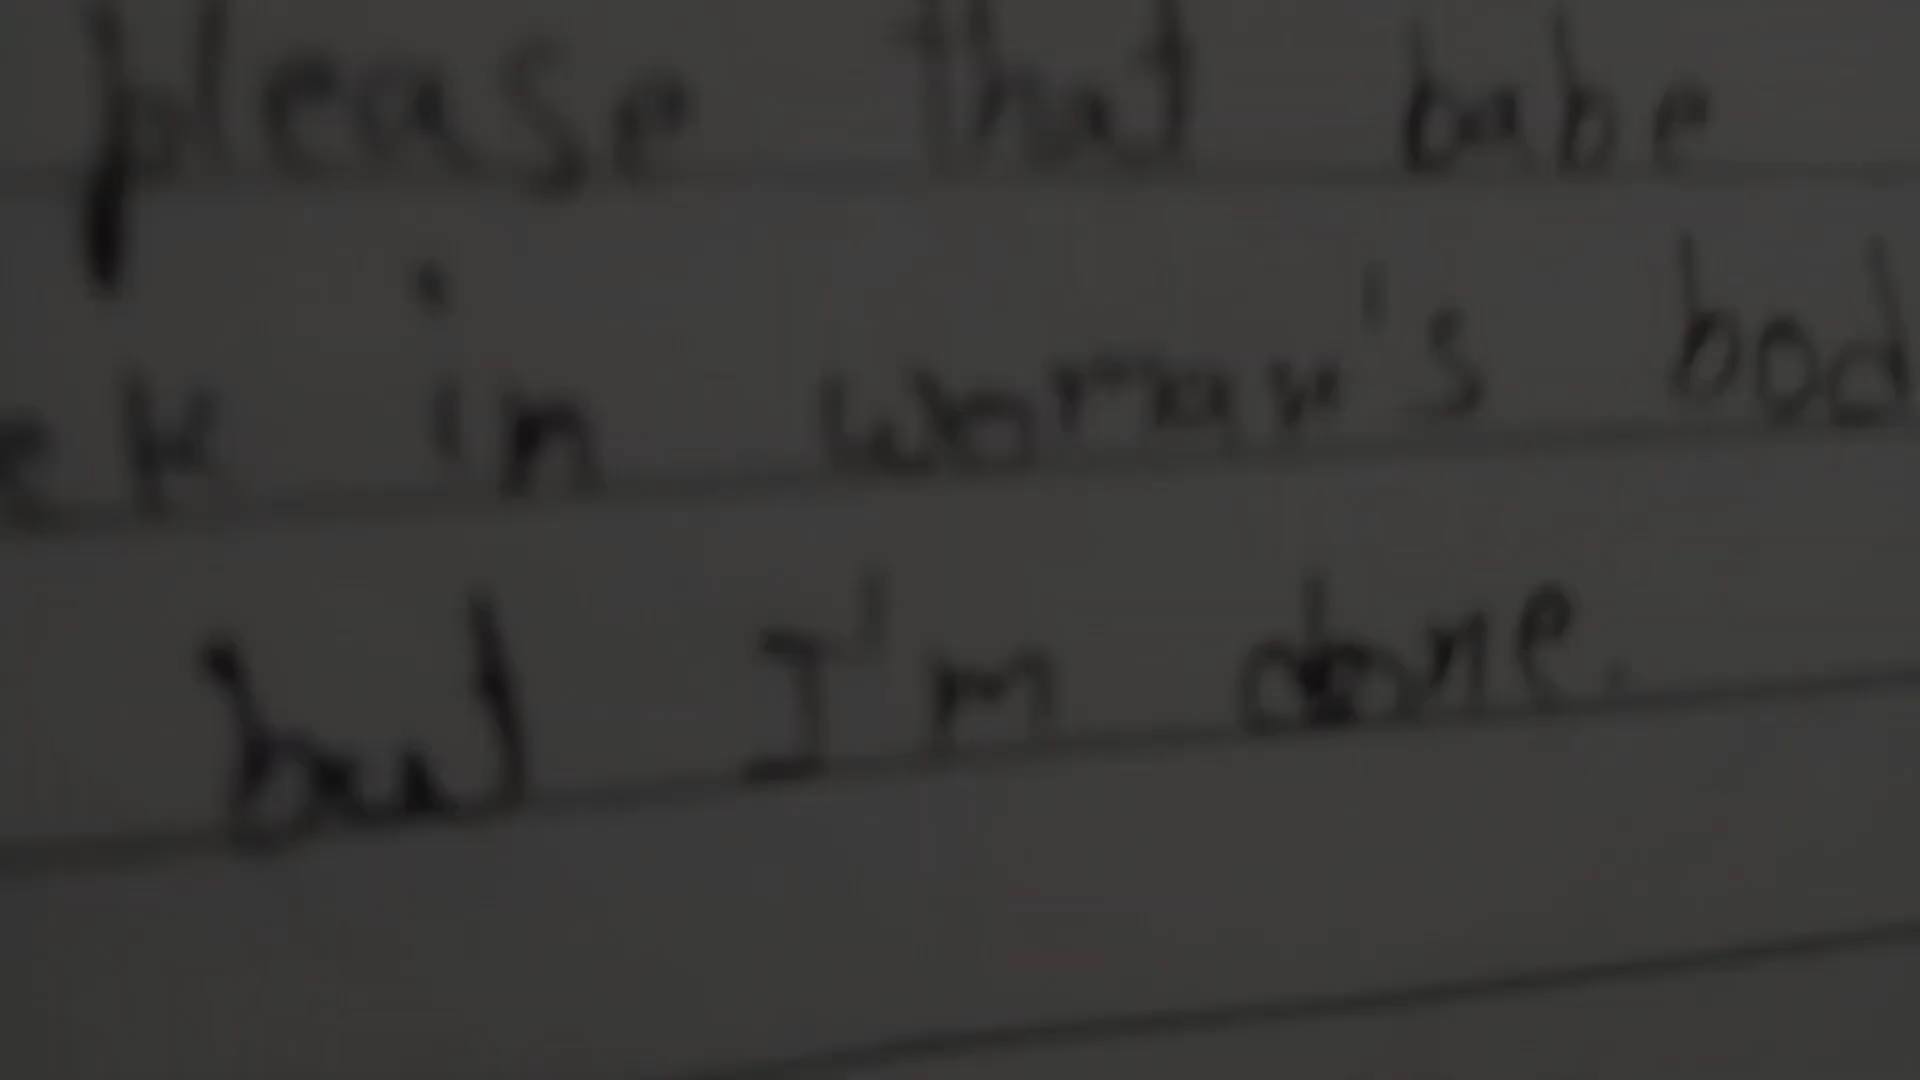 please that babe
in woman's bod
but I'm done.